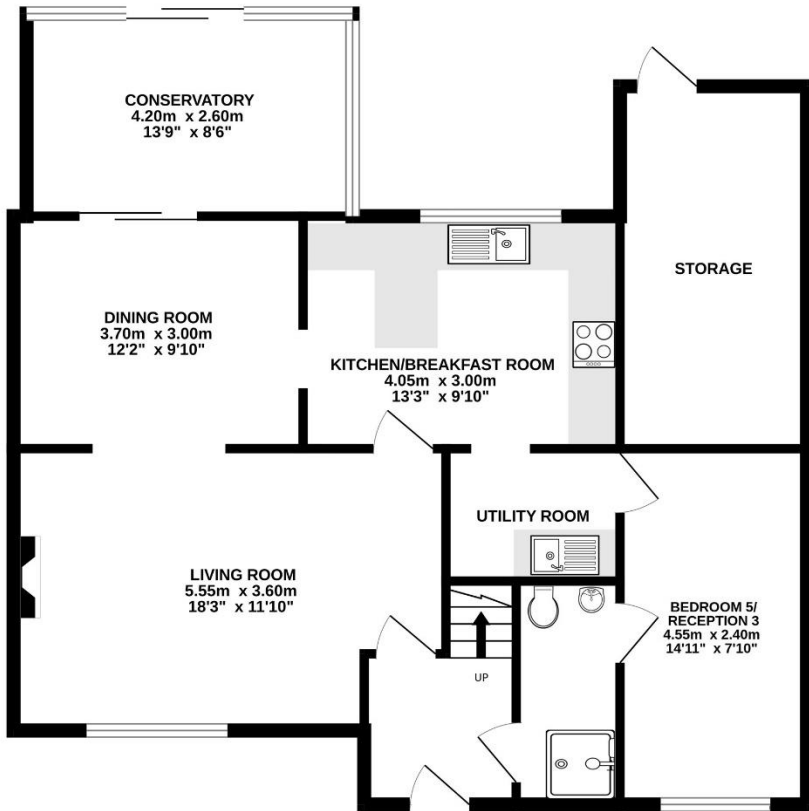 CONSERVATORY
4.20m x 2.60m
13'9" x 8'6"
STORAGE
DINING ROOM
3.70m x 3.00m
12'2" x 9'10"
KITCHEN/BREAKFAST ROOM
4.05m x 3.00m
13'3" x 9'10"
UTILITY ROOM
LIVING ROOM
5.55m x 3.60m
18'3" x 11'10"
BEDROOM 5/
RECEPTION 3
4.55m x 2.40m
14'11" x 7'10"
UP